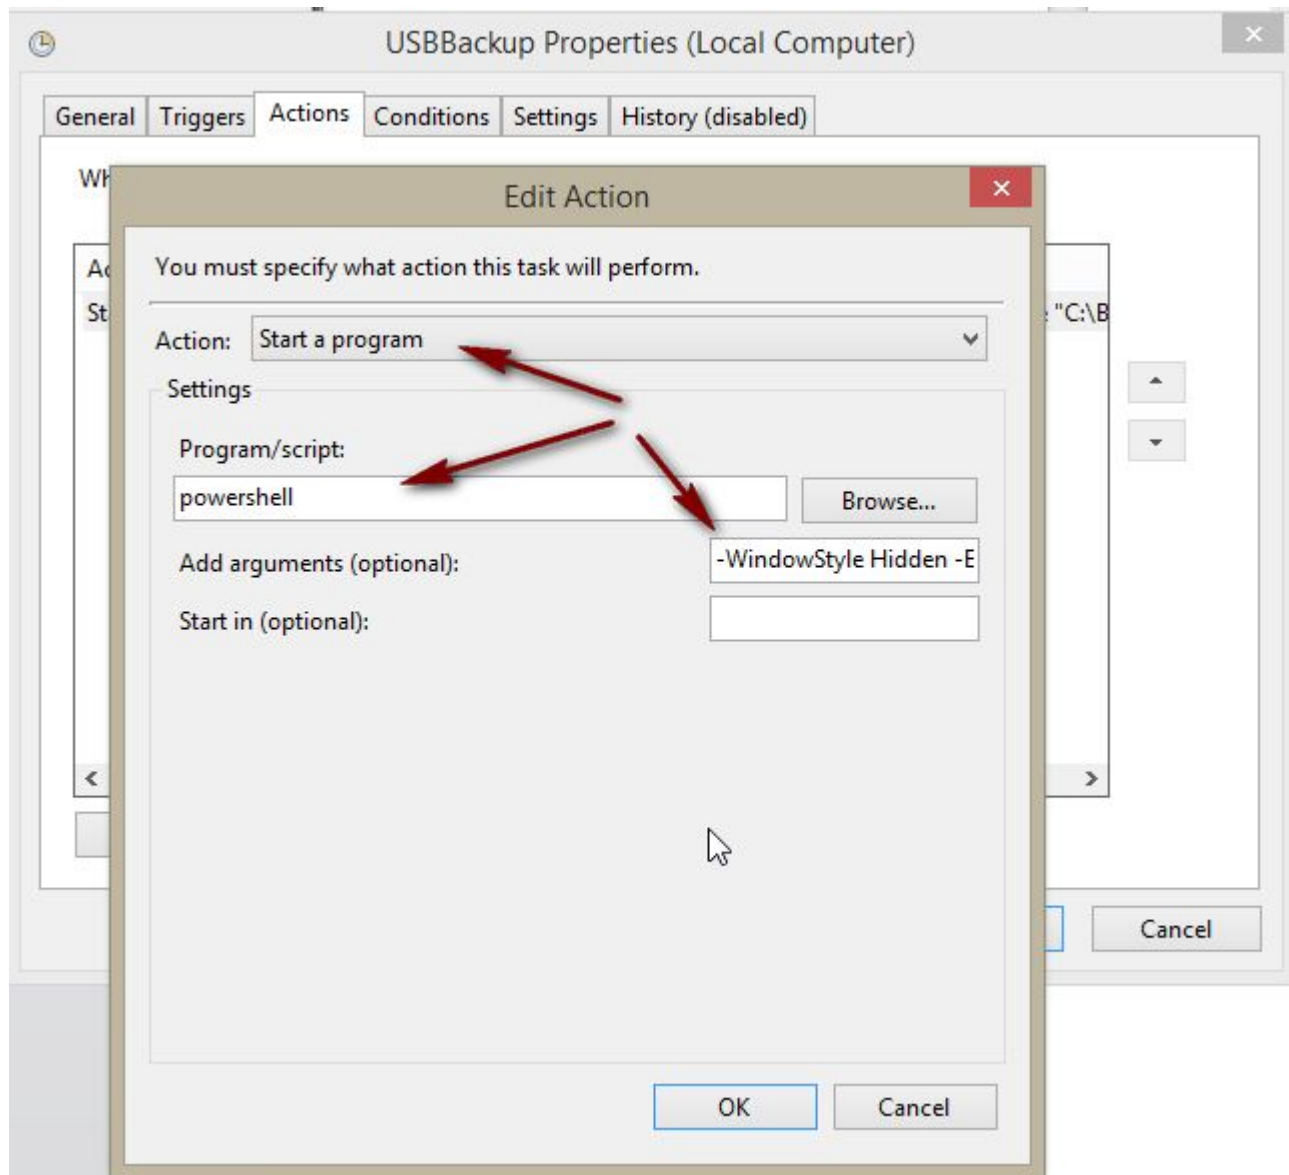 USBBackup Properties (Local Computer)
General Triggers Actions Conditions Settings History (disabled)
Edit Action
You must specify what action this task will perform.
"C:\B
Action: Start a program
Settings
Program/script:
powershell
Browse...
Add arguments (optional): -WindowStyle Hidden -E
Start in (optional):
Cancel
OK Cancel